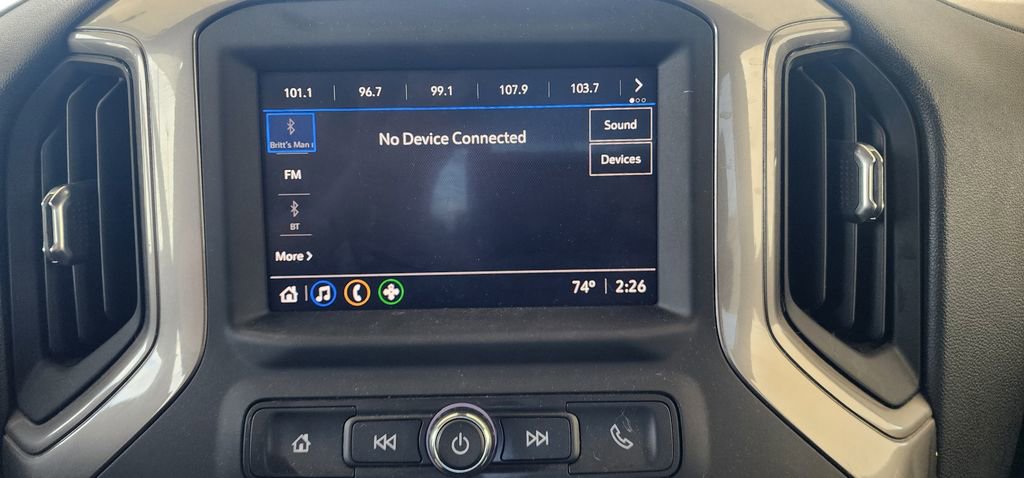 101.1 96.7 99.1 107.9 103.7
No Device Connected
Sound
Devices
Britt's Man
FM
BT
More
74° 2:26